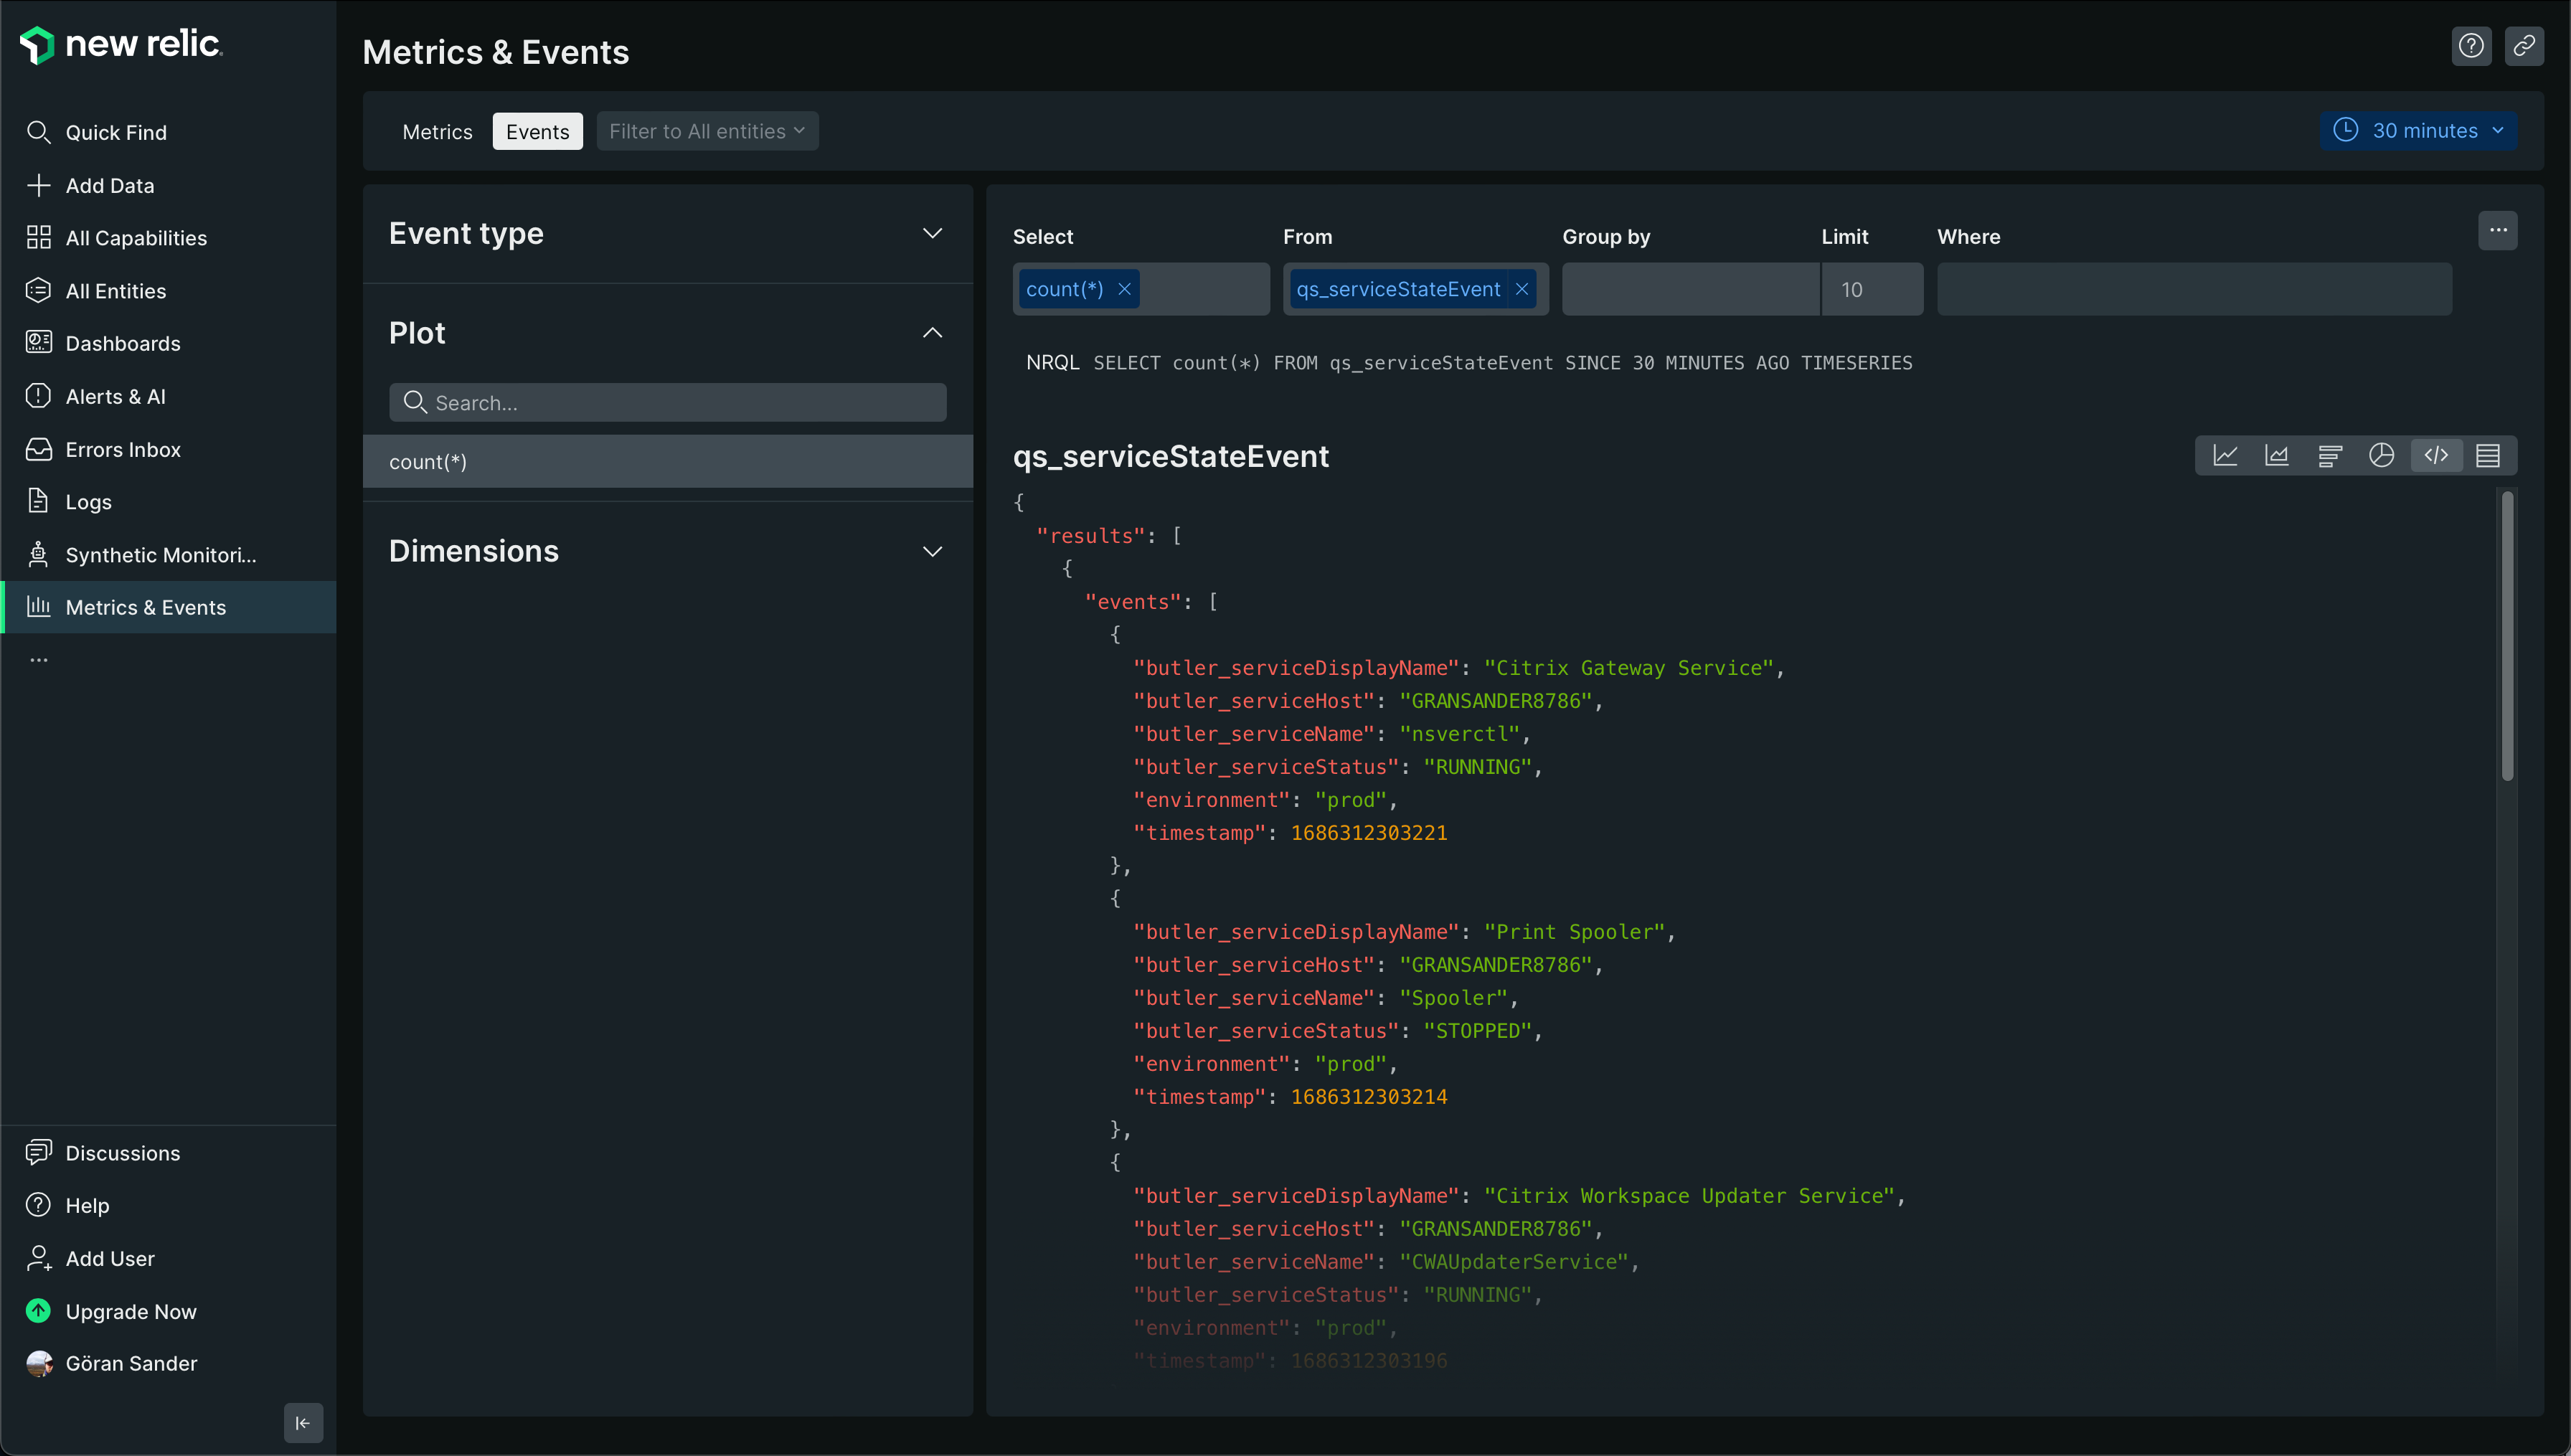 new relic
Quick Find
Add Data
All Capabilities
All Entities
Dashboards
Alerts & AI
Errors Inbox
Logs
Synthetic Monitori...
Metrics & Events
...
Discussions
Help
Add User
Upgrade Now
Göran Sander
Metrics & Events
Metrics Events Filter to All entities
30 minutes
Event type
Plot
Search...
count(*)
Dimensions
Select From Group by Limit Where
count(*) qs_serviceStateEvent 10
NRQL SELECT count(*) FROM qs_serviceStateEvent SINCE 30 MINUTES AGO TIMESERIES
qs_serviceStateEvent
{
"results": [
{
"events": [
{
"butler_serviceDisplayName": "Citrix Gateway Service",
"butler_serviceHost": "GRANSANDER8786",
"butler_serviceName": "nsverctl",
"butler_serviceStatus": "RUNNING",
"environment": "prod",
"timestamp": 1686312303221
},
{
"butler_serviceDisplayName": "Print Spooler",
"butler_serviceHost": "GRANSANDER8786",
"butler_serviceName": "Spooler",
"butler_serviceStatus": "STOPPED",
"environment": "prod",
"timestamp": 1686312303214
},
{
"butler_serviceDisplayName": "Citrix Workspace Updater Service",
"butler_serviceHost": "GRANSANDER8786",
"butler_serviceName": "CWAUpdaterService",
"butler_serviceStatus": "RUNNING",
"environment": "prod",
"timestamp": 1686312303196